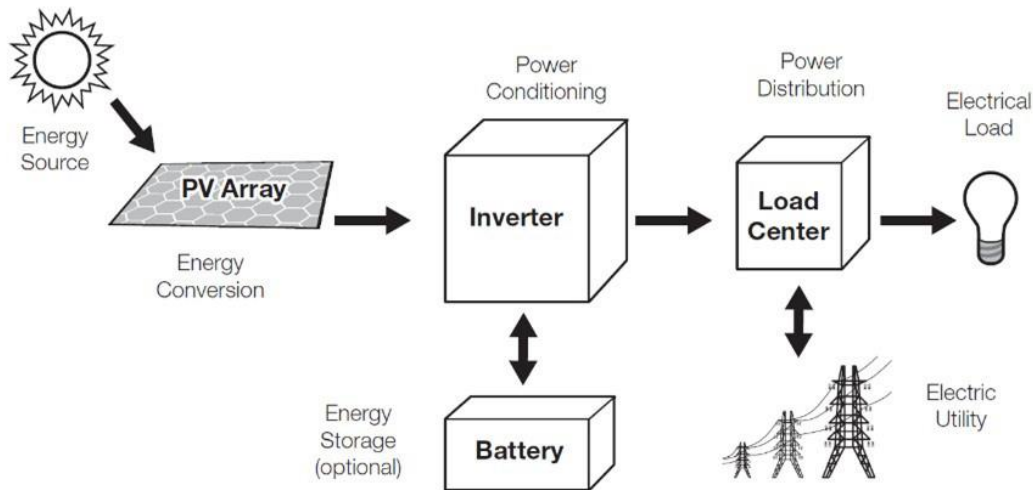 Energy
Source
PV Array
Energy
Conversion
Power
Conditioning
Inverter
Energy
Storage
(optional)
Battery
Power
Distribution
Load
Center
Electrical
Load
Electric
Utility